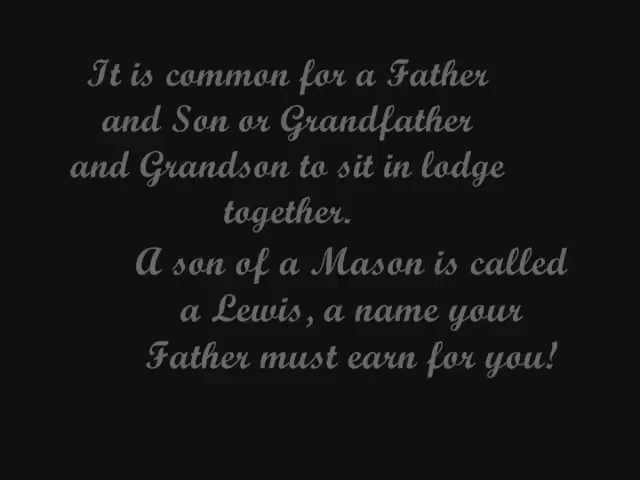 It is common for a Father
and Son or Grandfather
and Grandson to sit in lodge
together.
A son of a Mason is called
a Lewis, a name your
Father must earn for you!